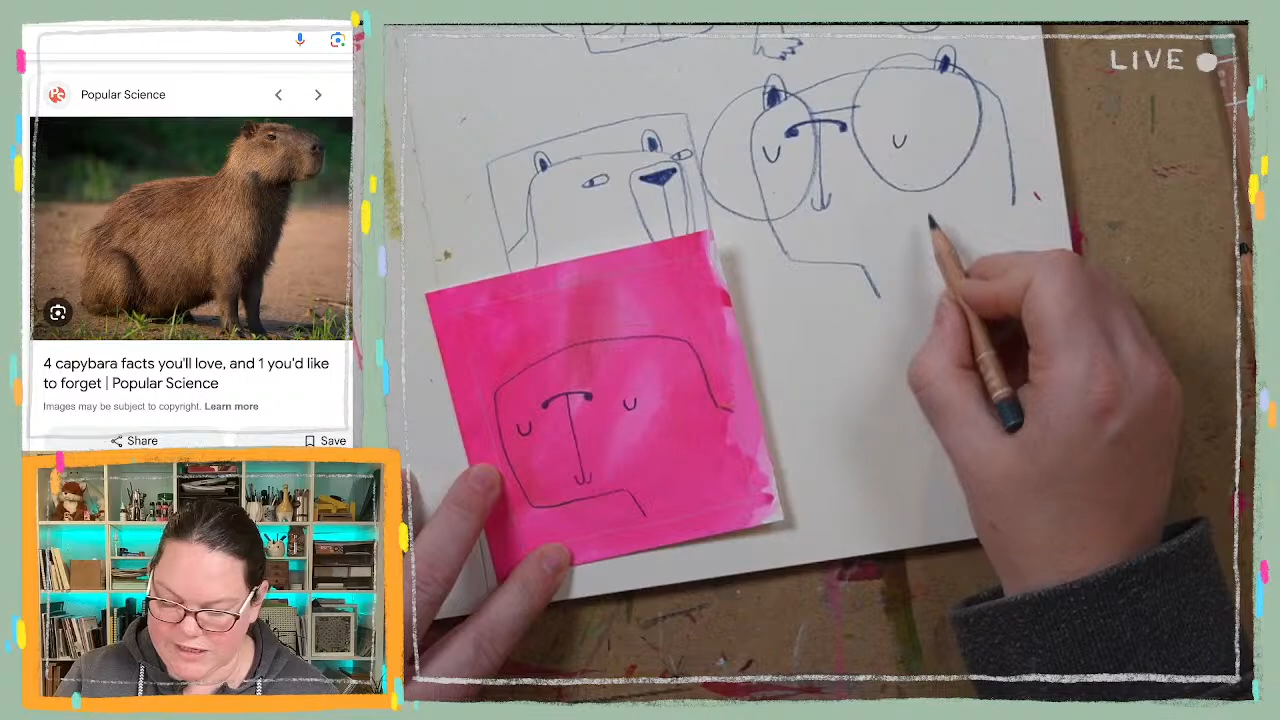 LIVE
Popular Science
4 capybara facts you'll love, and 1 you'd like
to forget | Popular Science
Images may be subject to copyright. Learn more
Share
Save